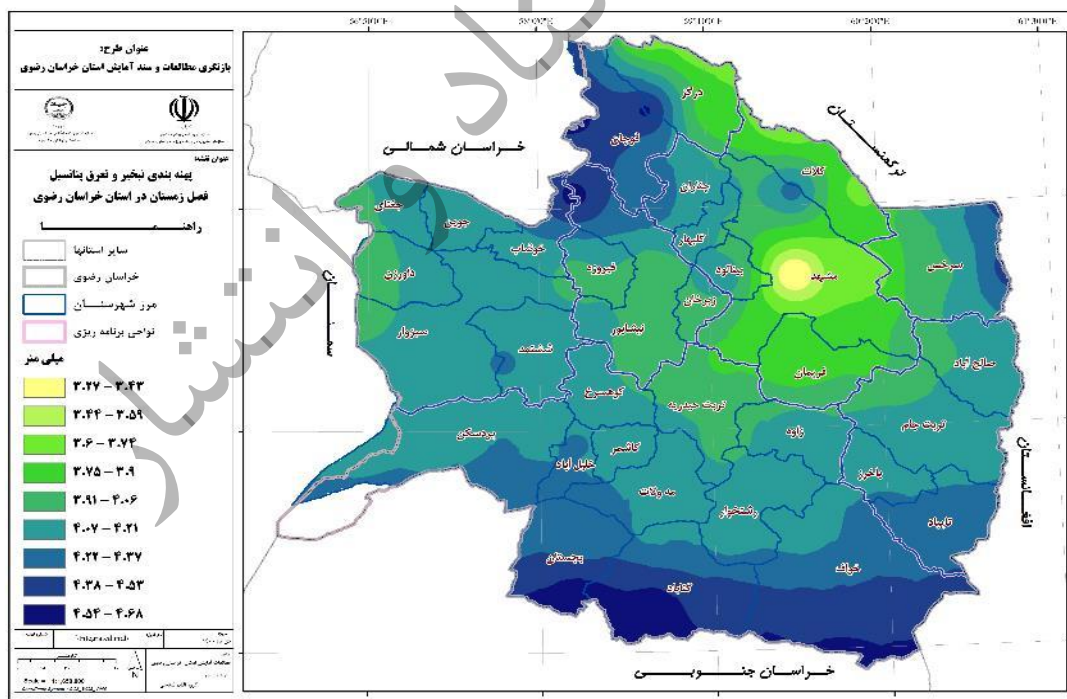 عنوان طرح:
بازنگری مطالعات و سند آمایش استان خراسان رضوی
عنوان نقشه:
پهنه بندی تبخیر و تعرق پتانسیل
فصل زمستان در استان خراسان رضوی
راهنما
سایر استانها
خراسان رضوی
مرز شهرستان
نواحی برنامه ریزی
میلی متر
۳.۲۷ – ۳.۴۳
۳.۴۴ – ۳.۵۹
۳.۶ – ۳.۷۴
۳.۷۵ – ۳.۹
۳.۹۱ – ۴.۰۶
۴.۰۷ – ۴.۲۱
۴.۲۲ – ۴.۳۷
۴.۳۸ – ۴.۵۳
۴.۵۴ – ۴.۶۸
N
خراسان شمالی
ترکمنستان
سمنان
افغانستان
خراسان جنوبی
درگز
قوچان
کلات
چناران
جغتای
جوین
خوشاب
گلبهار
فیروزه
بینالود
مشهد
سرخس
داورزن
زبرخان
نیشابور
سبزوار
ششتمد
فریمان
صالح آباد
کوهسرخ
تربت حیدریه
بردسکن
کاشمر
زاوه
تربت جام
خلیل آباد
باخرز
مه ولات
رشتخوار
تایباد
بجستان
گناباد
خواف
و انتشار